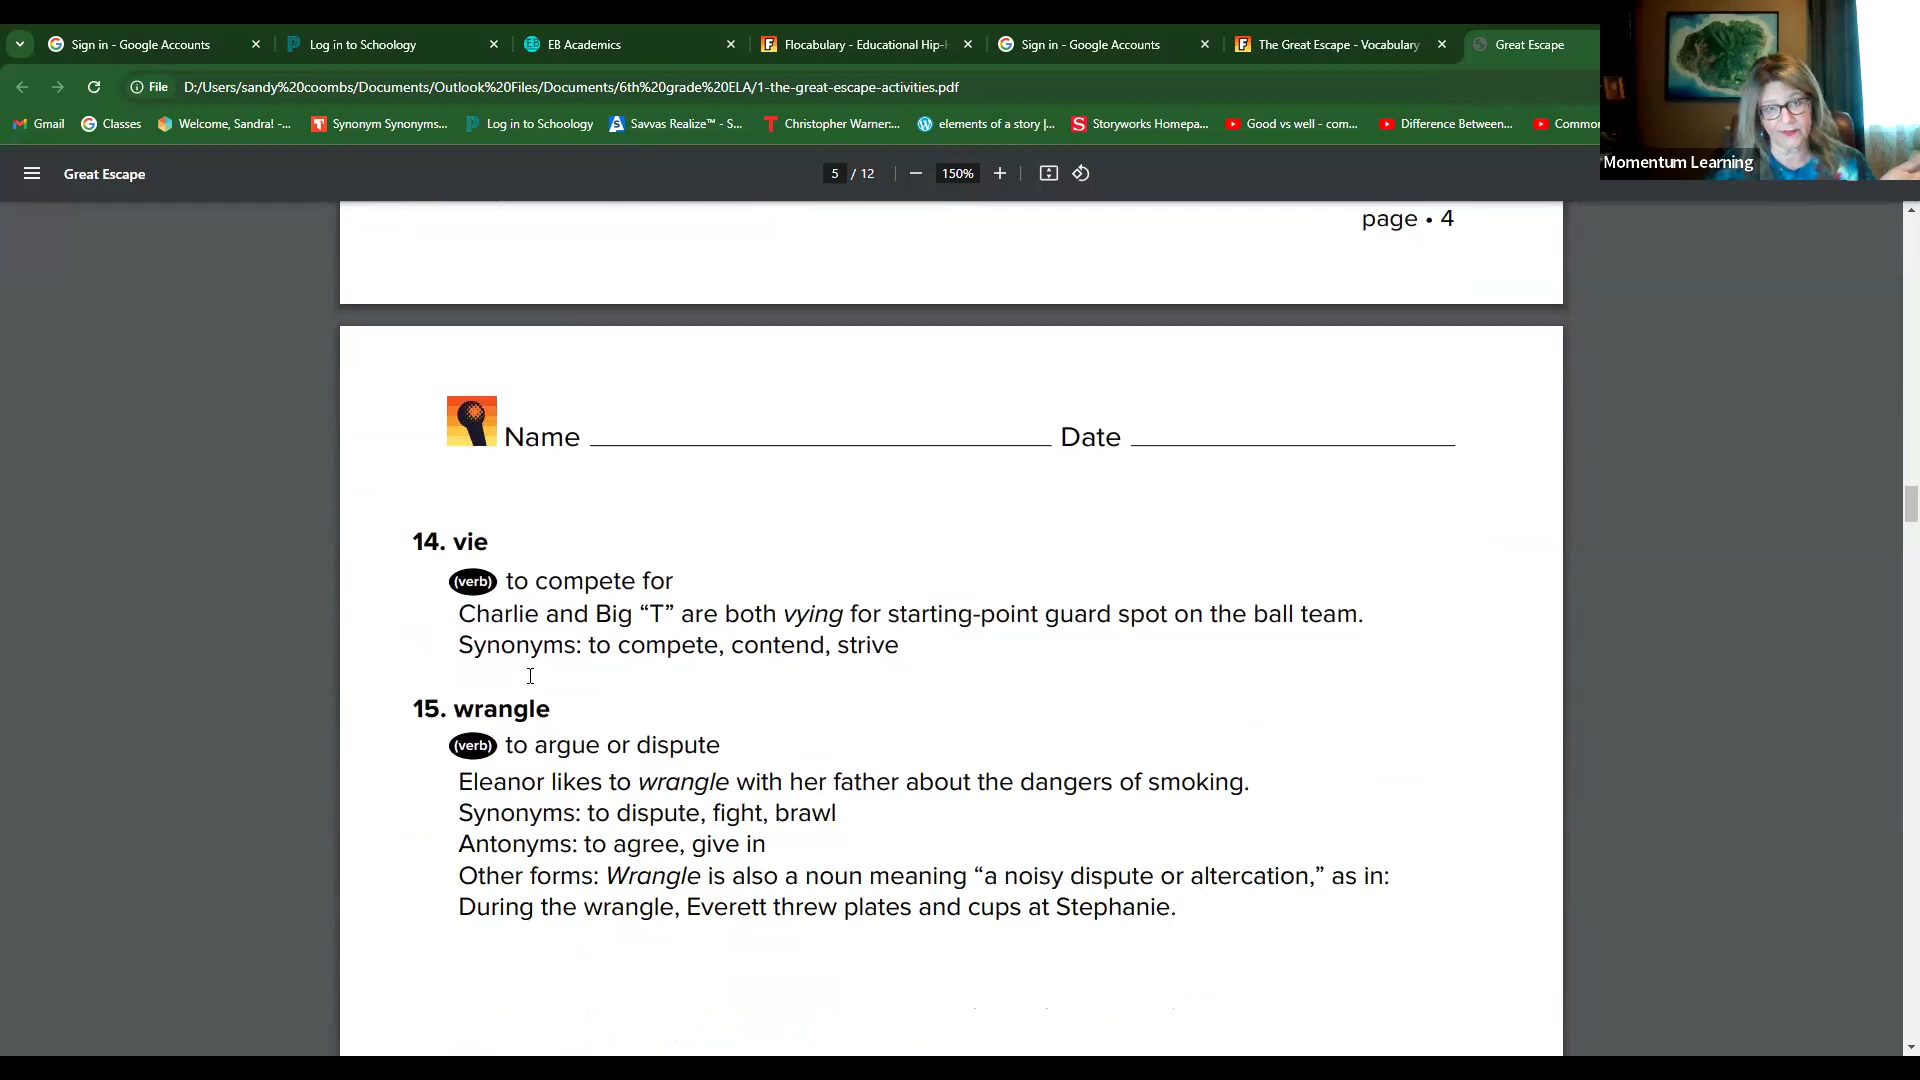 Sign in - Google Accounts
Log in to Schoology
EB Academics
Flocabulary - Educational Hip-
Sign in - Google Accounts
The Great Escape - Vocabulary
Great Escape
File
D:/Users/sandy%20coombs/Documents/Outlook%20Files/Documents/6th%20grade%20ELA/1-the-great-escape-activities.pdf
Gmail
Classes
Welcome, Sandra! -...
Synonym Synonyms...
Log in to Schoology
Savvas Realize™ - S...
Christopher Warner:...
elements of a story |...
Storyworks Homepa...
Good vs well - com...
Difference Between...
Commo
Momentum Learning
Great Escape
5 / 12
150%
page • 4
Name
Date
14. vie
(verb) to compete for
Charlie and Big “T” are both vying for starting-point guard spot on the ball team.
Synonyms: to compete, contend, strive
15. wrangle
(verb) to argue or dispute
Eleanor likes to wrangle with her father about the dangers of smoking.
Synonyms: to dispute, fight, brawl
Antonyms: to agree, give in
Other forms: Wrangle is also a noun meaning “a noisy dispute or altercation,” as in:
During the wrangle, Everett threw plates and cups at Stephanie.